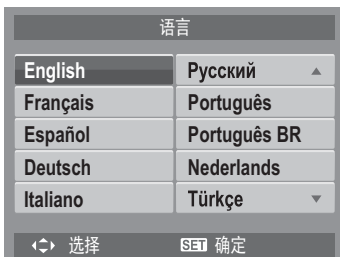 语言
English Русский
Français Português
Español Português BR
Deutsch Nederlands
Italiano Türkçe
选择 SET 确定